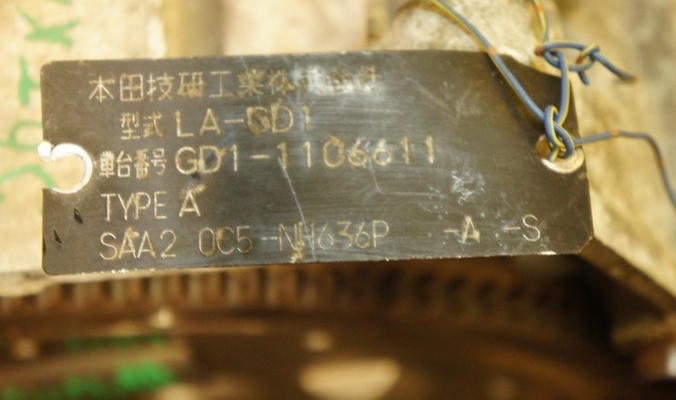 本田技研工業株式会社
型式 LA-GD1
車台番号 GD1-1106611
TYPE A
SAA2 0C5-NH636P -A -S